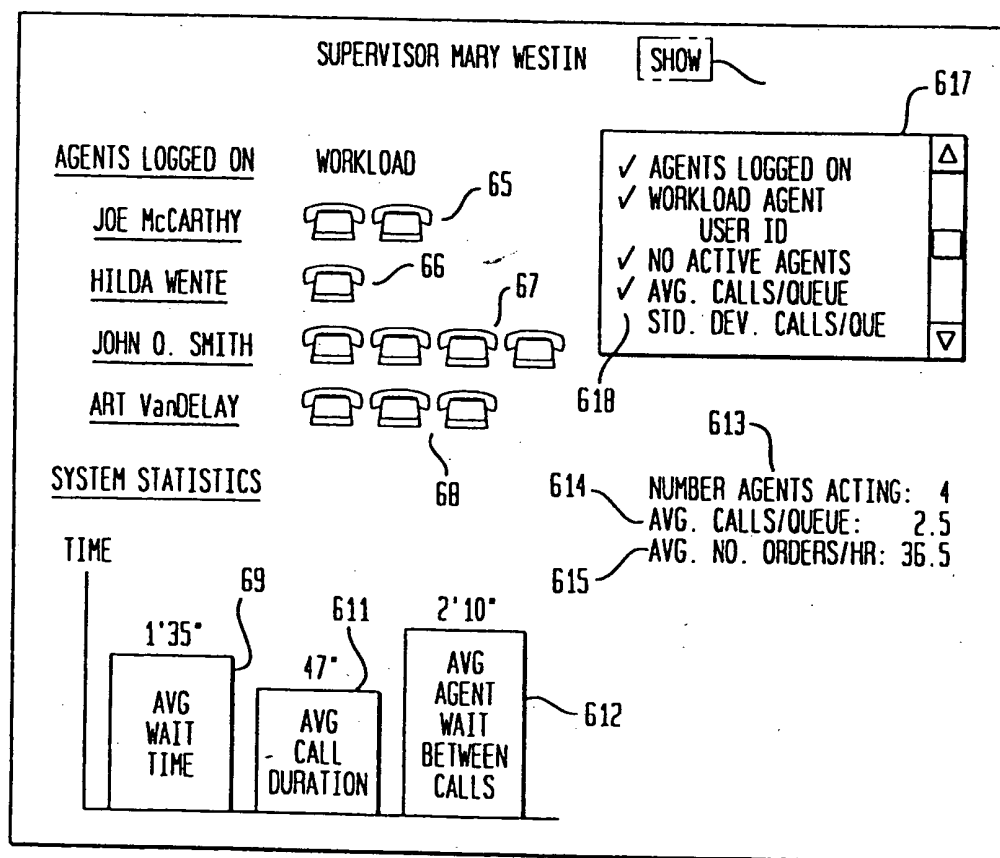 SUPERVISOR MARY WESTIN SHOW
617
AGENTS LOGGED ON WORKLOAD
65
JOE McCARTHY
66
HILDA WENTE
67
JOHN Q. SMITH
ART VanDELAY
68
✓ AGENTS LOGGED ON
✓ WORKLOAD AGENT
USER ID
✓ NO ACTIVE AGENTS
✓ AVG. CALLS/QUEUE
STD. DEV. CALLS/QUE
618
613
SYSTEM STATISTICS
614
NUMBER AGENTS ACTING: 4
AVG. CALLS/QUEUE: 2.5
615
AVG. NO. ORDERS/HR: 36.5
TIME
69
1'35"
AVG
WAIT
TIME
611
47"
AVG
CALL
DURATION
2'10"
AVG
AGENT
WAIT
BETWEEN
CALLS
612